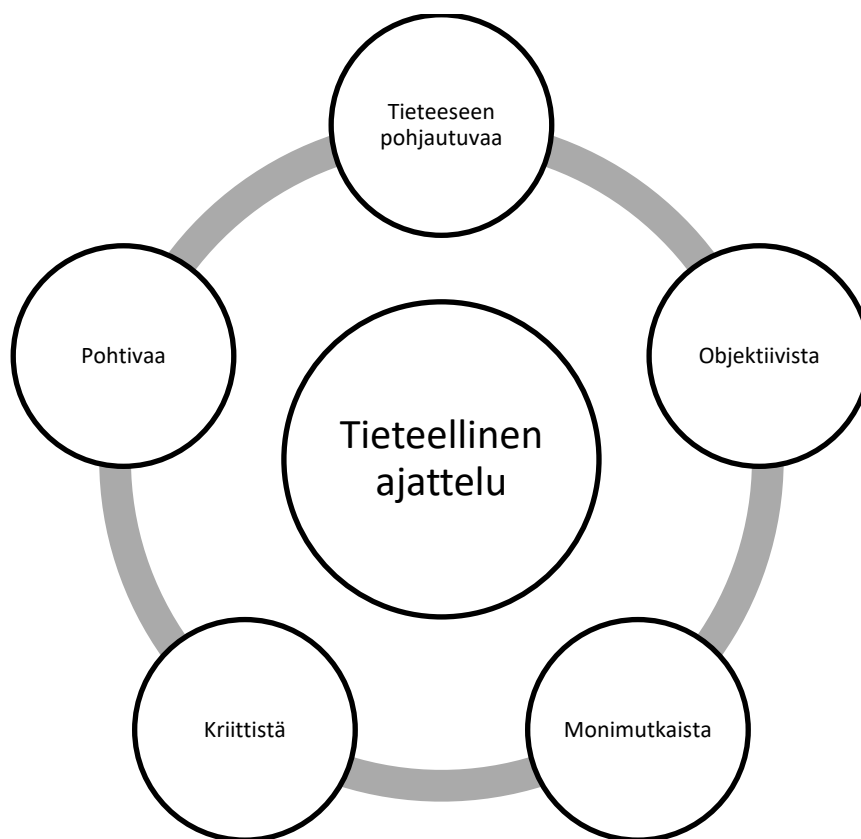 Tieteeseen
pohjautuvaa
Pohtivaa
Objektiivista
Tieteellinen
ajattelu
Kriittistä
Monimutkaista